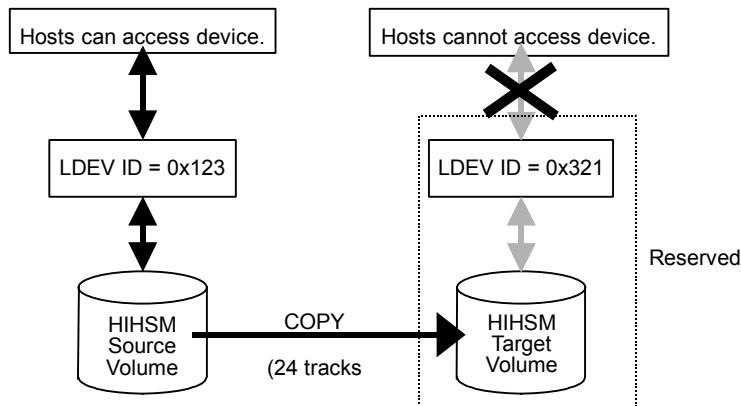 Hosts can access device.
Hosts cannot access device.
LDEV ID = 0x123
LDEV ID = 0x321
Reserved
HIHSM
Source
Volume
COPY
(24 tracks
HIHSM
Target
Volume